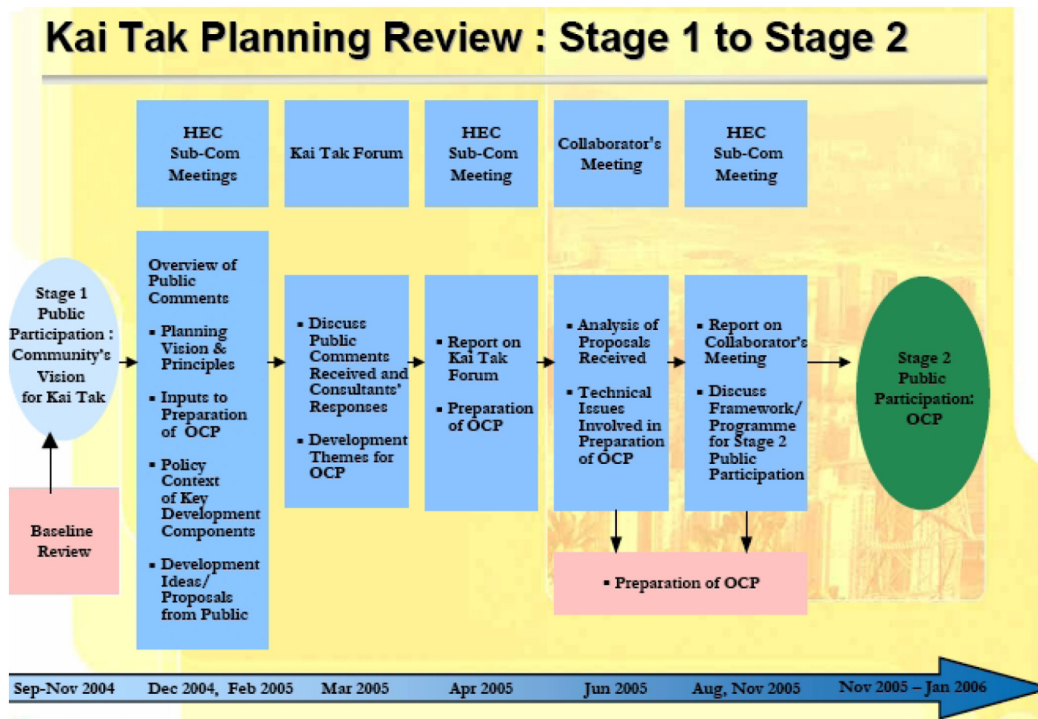 Kai Tak Planning Review : Stage 1 to Stage 2
HEC
Sub-Com
Meetings
Kai Tak Forum
HEC
Sub-Com
Meeting
Collaborator's
Meeting
HEC
Sub-Com
Meeting
Stage 1
Public
Participation :
Community's
Vision
for Kai Tak
Baseline
Review
Overview of
Public
Comments
▪ Planning
Vision &
Principles
▪ Inputs to
Preparation
of OCP
▪ Policy
Context
of Key
Development
Components
▪ Development
Ideas/
Proposals
from Public
▪ Discuss
Public
Comments
Received and
Consultants'
Responses
▪ Development
Themes for
OCP
▪ Report on
Kai Tak
Forum
▪ Preparation
of OCP
▪ Analysis of
Proposals
Received
▪ Technical
Issues
Involved in
Preparation
of OCP
▪ Report on
Collaborator's
Meeting
▪ Discuss
Framework/
Programme
for Stage 2
Public
Participation
Stage 2
Public
Participation:
OCP
▪ Preparation of OCP
Sep-Nov 2004
Dec 2004, Feb 2005
Mar 2005
Apr 2005
Jun 2005
Aug, Nov 2005
Nov 2005 – Jan 2006